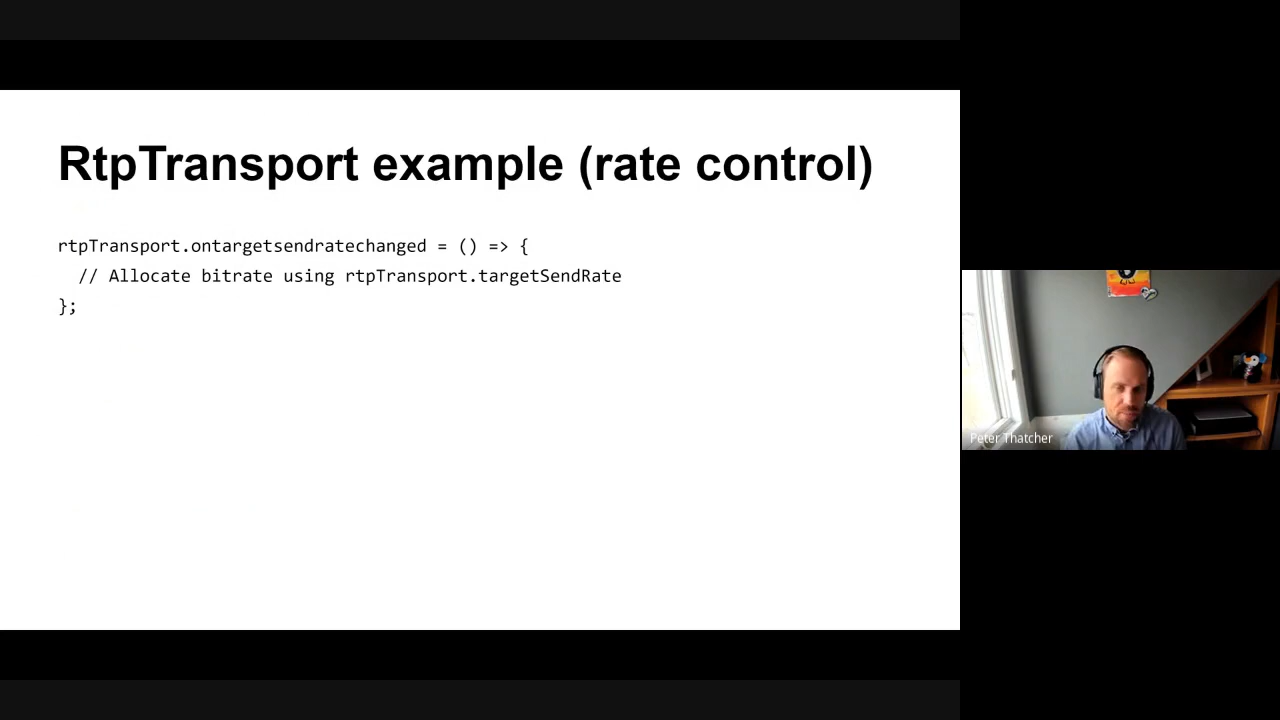 RtpTransport example (rate control)
rtpTransport.ontargetsendratechanged = () => {
// Allocate bitrate using rtpTransport.targetSendRate
};
Peter Thatcher